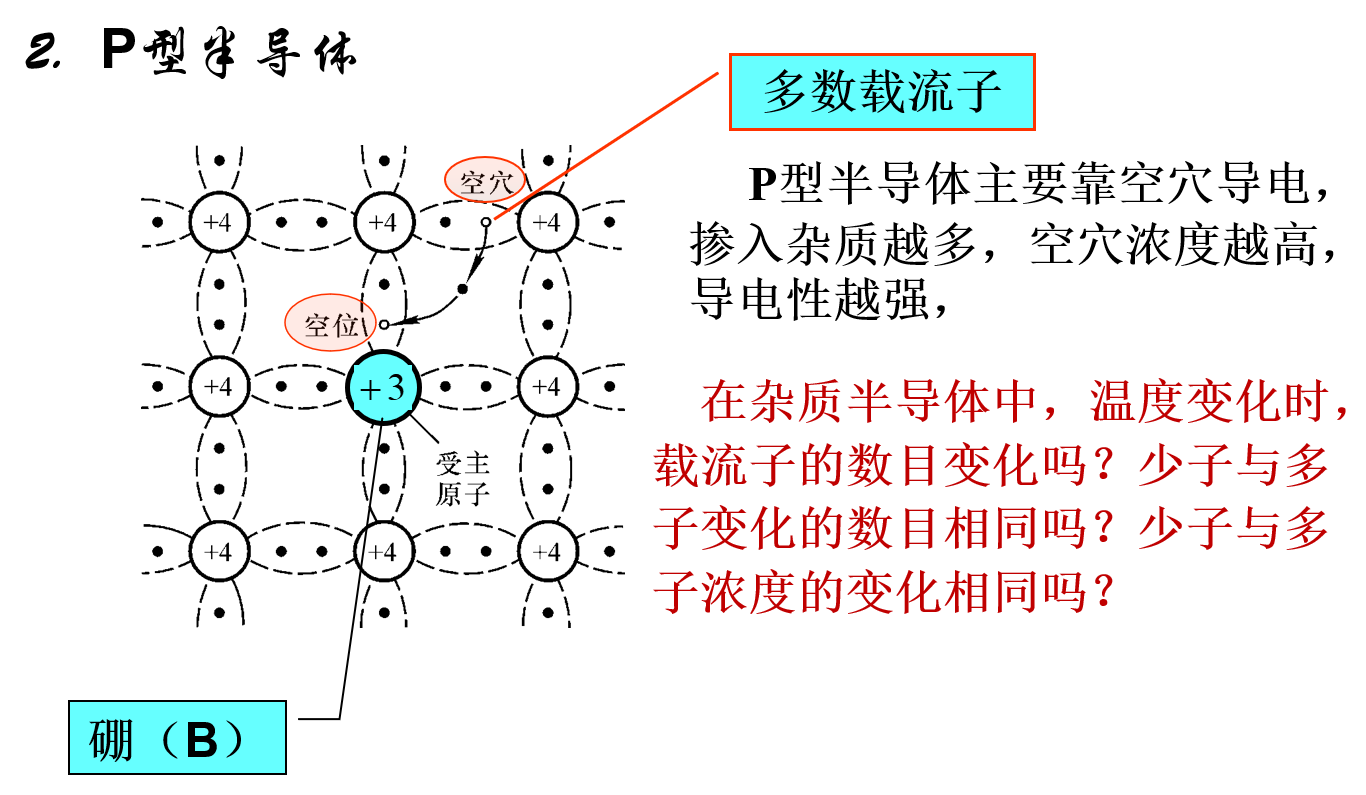 2. P型半导体
多数载流子
空穴
+4 +4 +4
空位
+4 +3 +4
受主
原子
+4 +4 +4
硼（B）
P型半导体主要靠空穴导电，
掺入杂质越多，空穴浓度越高，
导电性越强，
在杂质半导体中，温度变化时，
载流子的数目变化吗？少子与多
子变化的数目相同吗？少子与多
子浓度的变化相同吗？